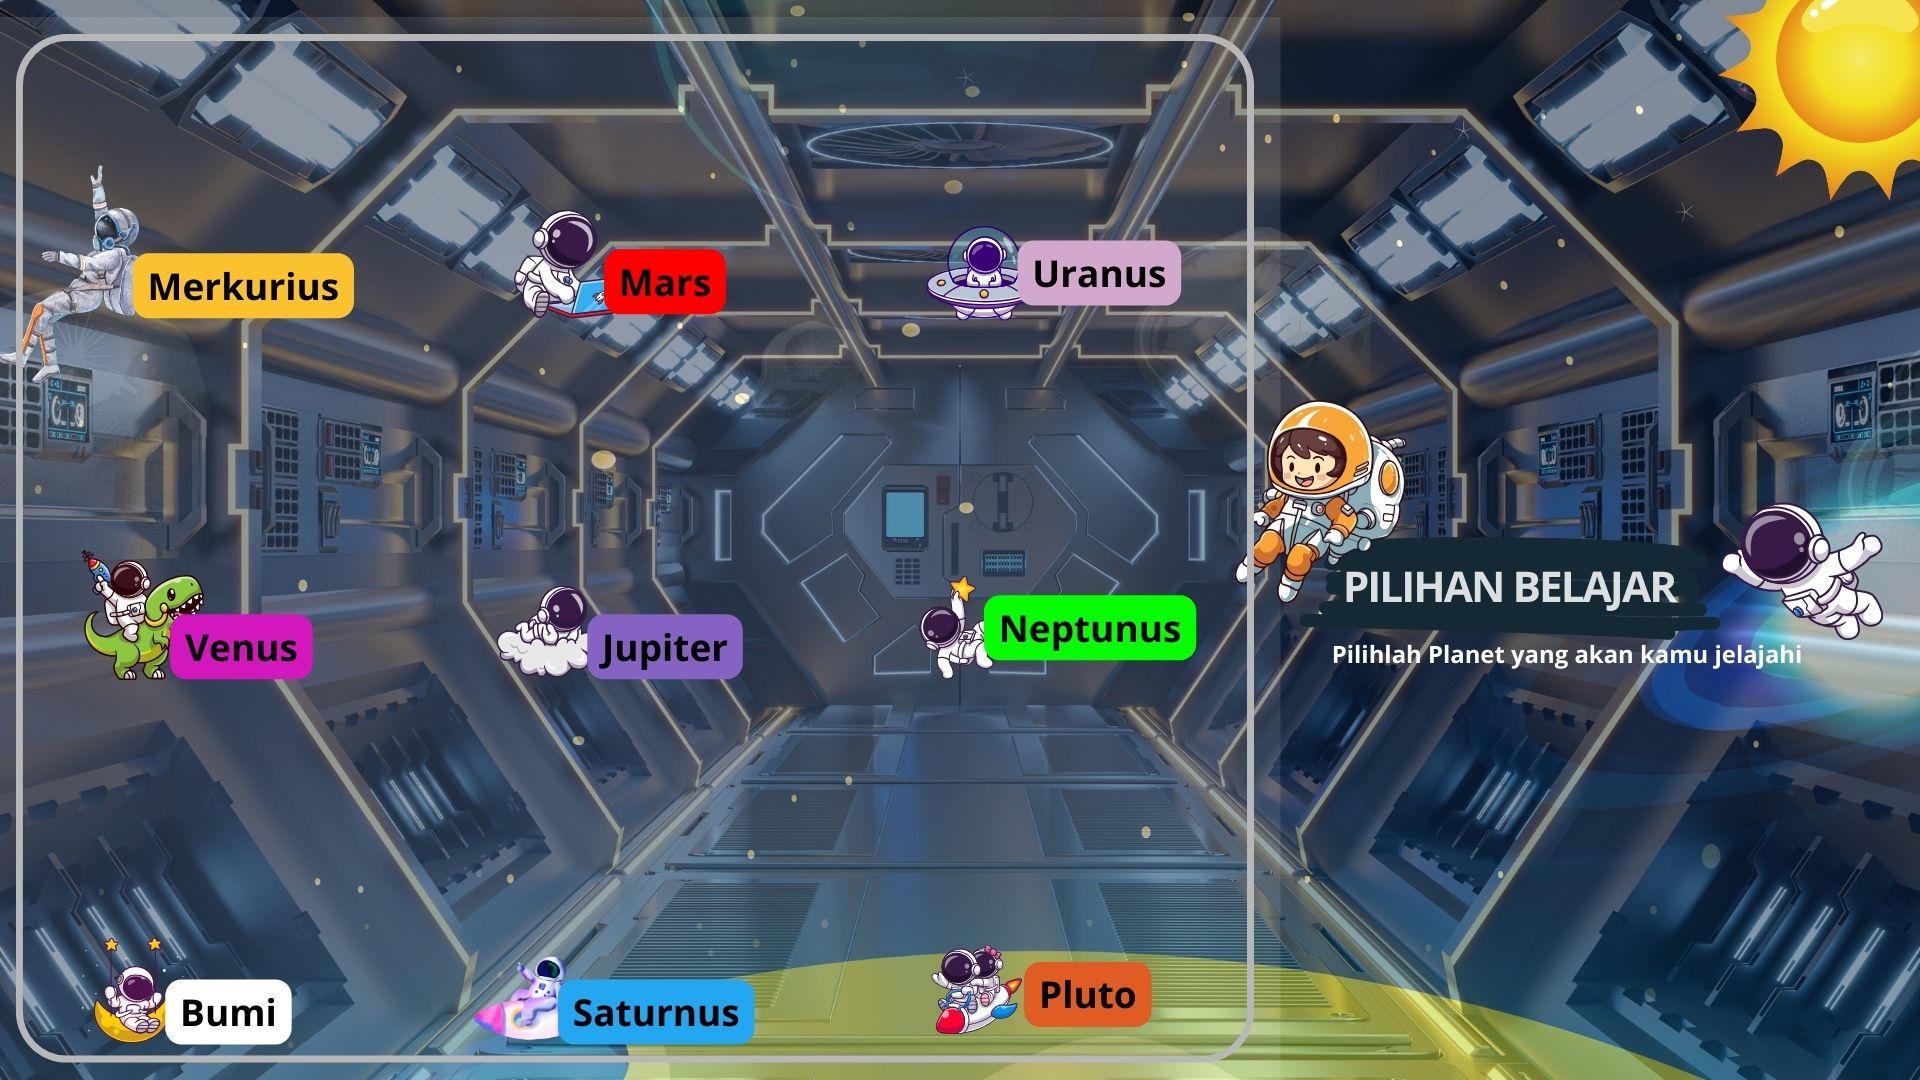 Merkurius
Mars
Uranus
Venus
Jupiter
Neptunus
Bumi
Saturnus
Pluto
PILIHAN BELAJAR
Pilihlah Planet yang akan kamu jelajahi